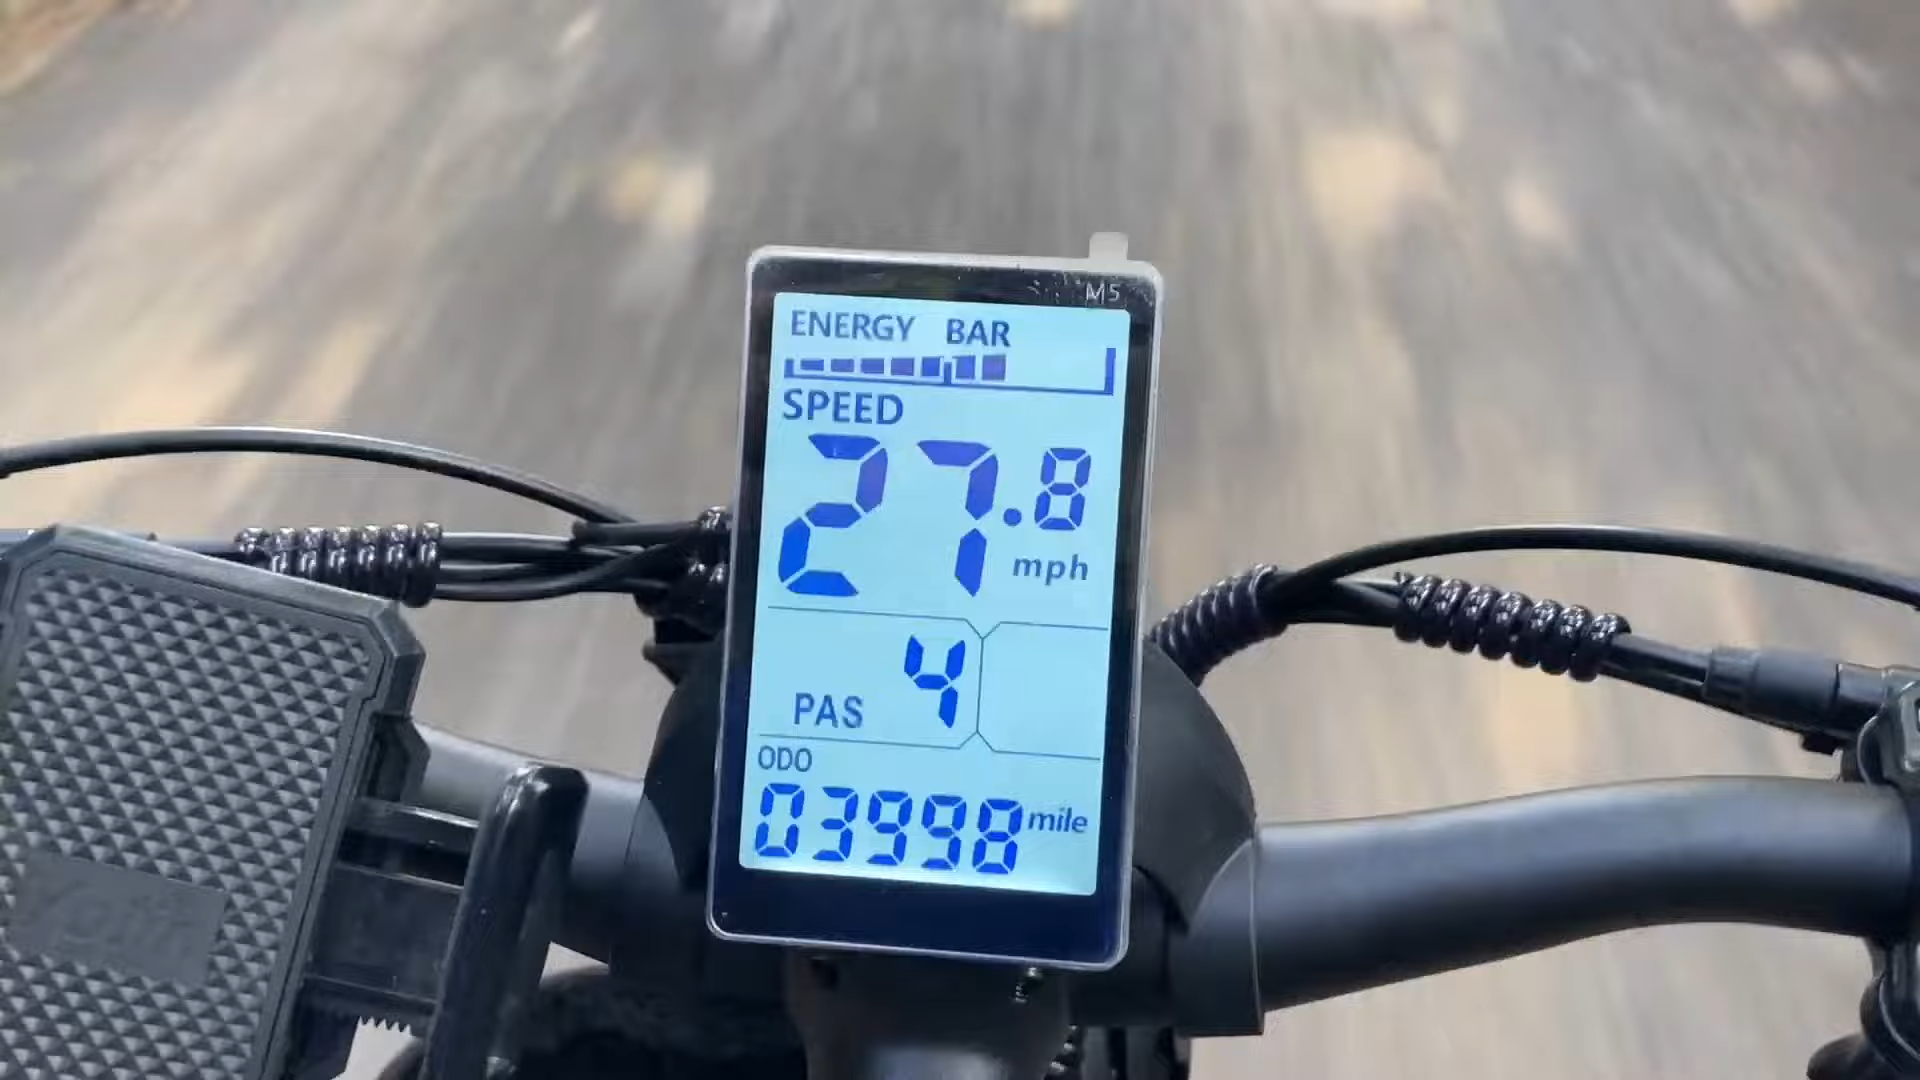 M5
ENERGY BAR
SPEED
27.8
mph
PAS 4
ODO
03998 mile